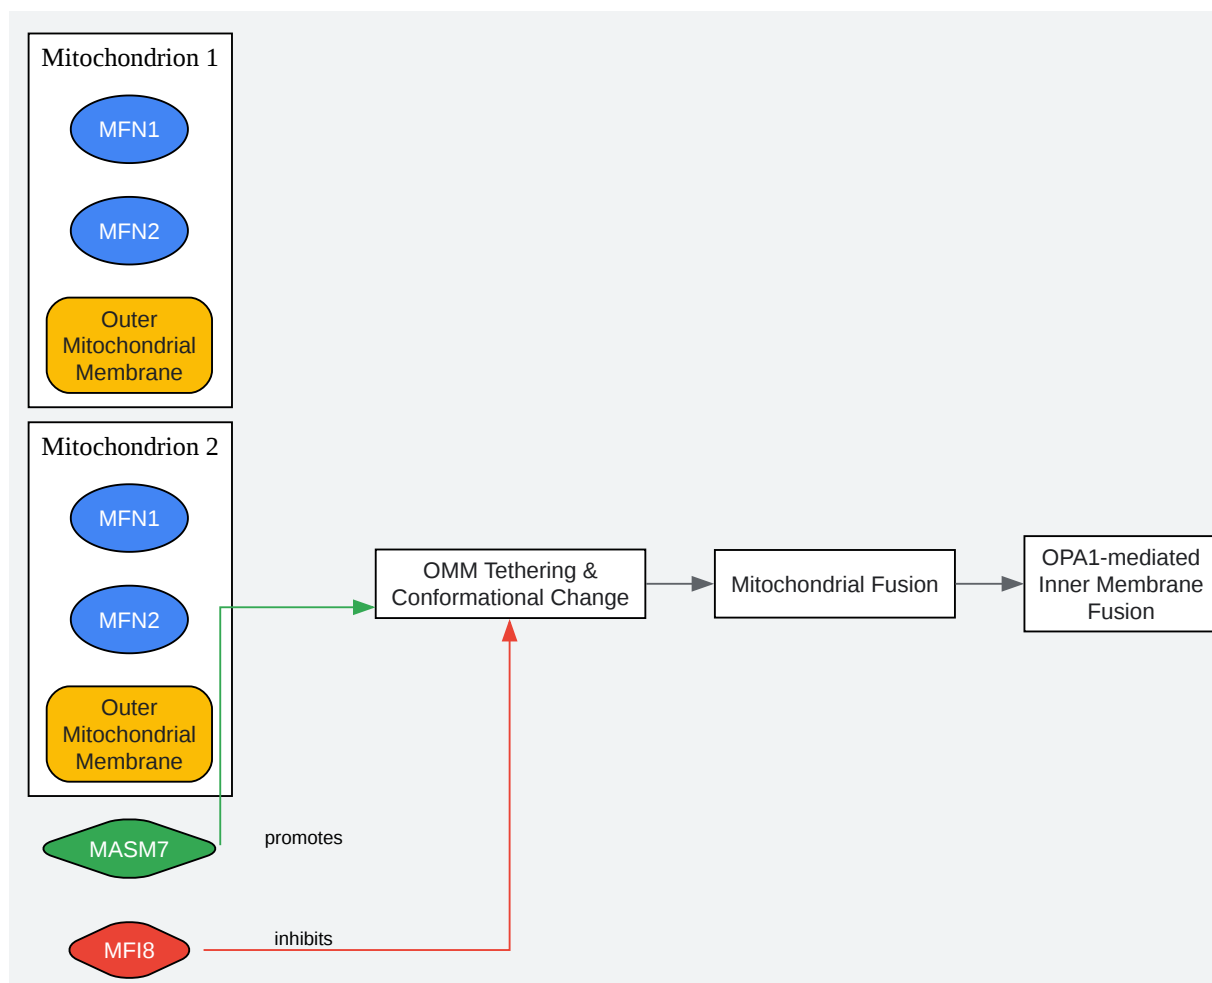 Mitochondrion 1
MFN1
MFN2
Outer
Mitochondrial
Membrane
Mitochondrion 2
MFN1
MFN2
Outer
Mitochondrial
Membrane
OMM Tethering &
Conformational Change
Mitochondrial Fusion
OPA1-mediated
Inner Membrane
Fusion
MASM7
promotes
MFI8
inhibits